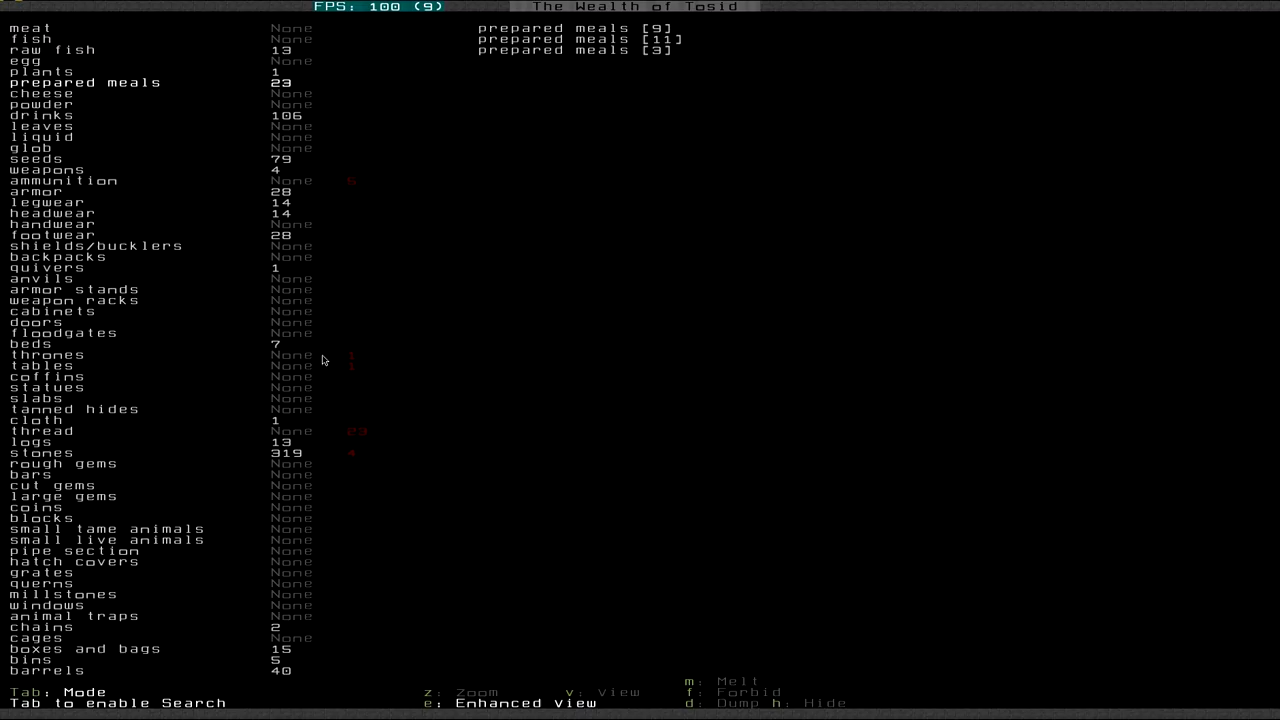 FPS: 100 (9) The Wealth of Tosid
meat None prepared meals [9]
fish None prepared meals [11]
raw fish 13 prepared meals [3]
egg None
plants 1
prepared meals 23
cheese None
powder None
drinks 106
leaves None
liquid None
glob None
seeds 79
weapons 4
ammunition None 5
armor 28
legwear 14
headwear 14
handwear None
footwear 28
shields/bucklers None
backpacks None
quivers 1
anvils None
armor stands None
weapon racks None
cabinets None
doors None
floodgates None
beds 7
thrones None 1
tables None 1
coffins None
statues None
slabs None
tanned hides None
cloth 1
thread None 23
logs 13
stones 319 4
rough gems None
bars None
cut gems None
large gems None
coins None
blocks None
small tame animals None
small live animals None
pipe section None
hatch covers None
grates None
querns None
millstones None
windows None
animal traps None
chains 2
cages None
boxes and bags 15
bins 5
barrels 40
m: Melt
Tab: Mode z: Zoom v: View f: Forbid
Tab to enable Search e: Enhanced View d: Dump h: Hide